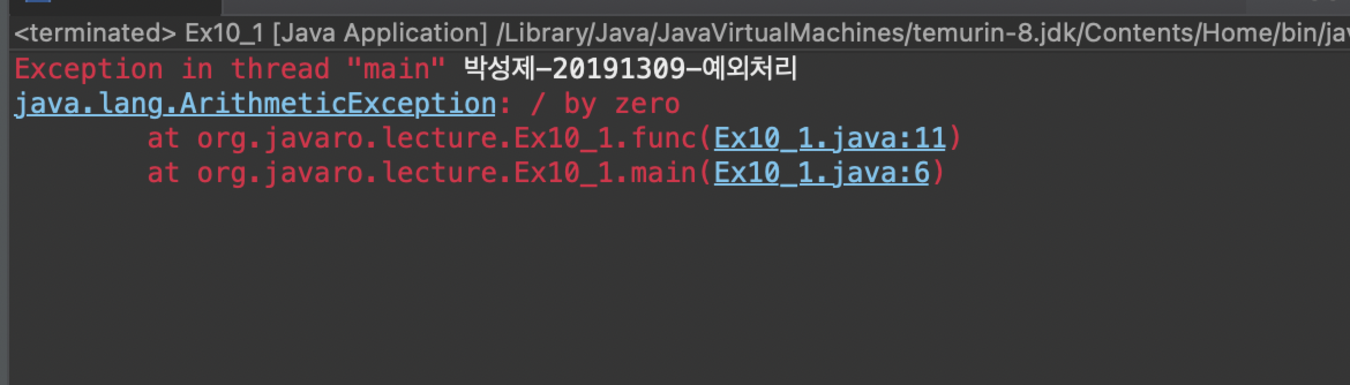 <terminated> Ex10_1 [Java Application] /Library/Java/JavaVirtualMachines/temurin-8.jdk/Contents/Home/bin/jav
Exception in thread "main" 박성제-20191309-예외처리
java.lang.ArithmeticException: / by zero
at org.javaro.lecture.Ex10_1.func(Ex10_1.java:11)
at org.javaro.lecture.Ex10_1.main(Ex10_1.java:6)